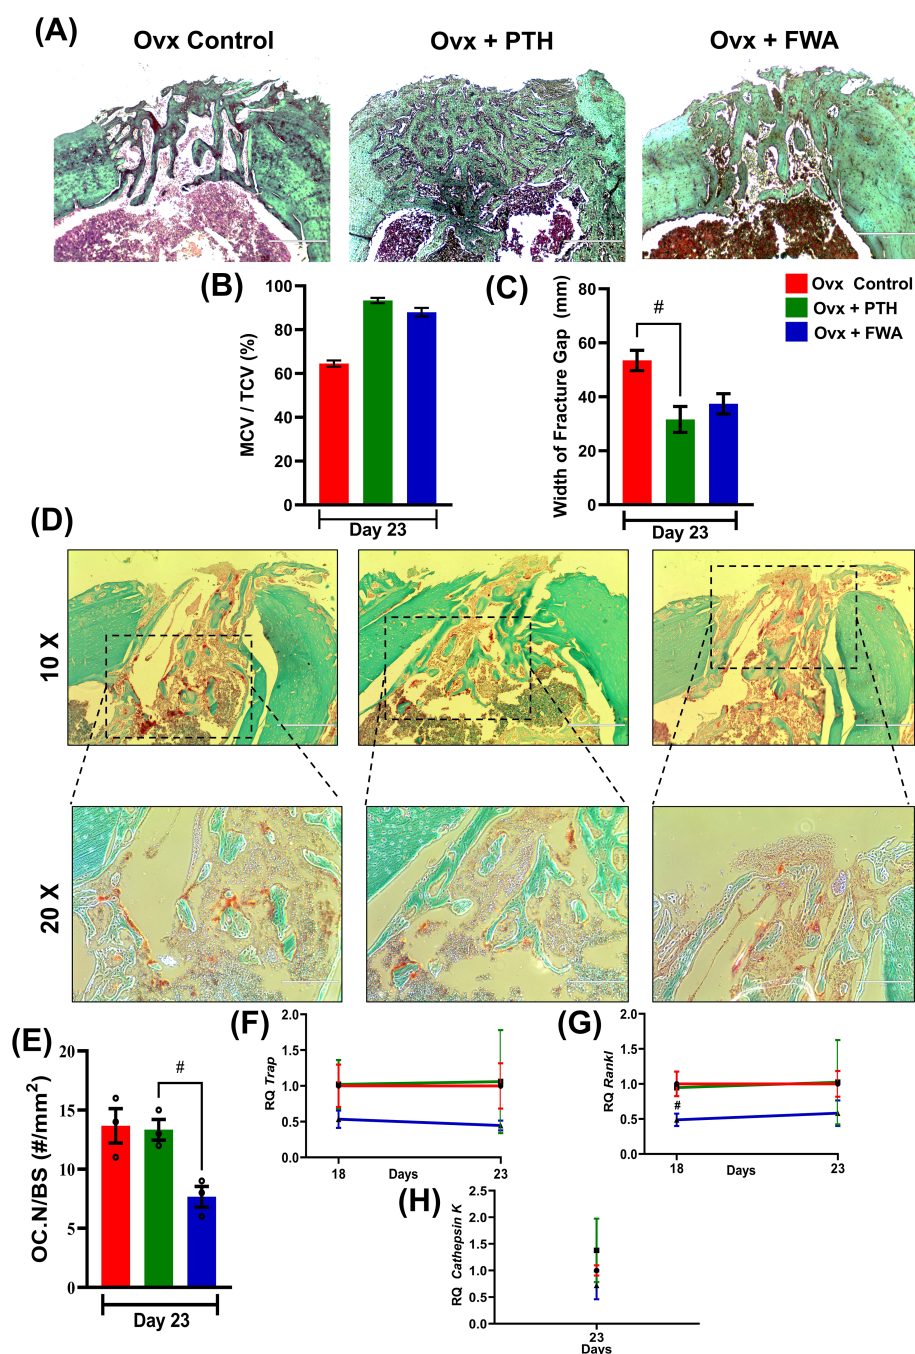 (A)
Ovx Control
Ovx + PTH
Ovx + FWA
(B)
MCV / TCV (%)
100
80
60
40
20
0
Day 23
(C)
Width of Fracture Gap (mm)
80
60
40
20
0
#
Day 23
Ovx Control
Ovx + PTH
Ovx + FWA
(D)
10 X
20 X
(E)
OC.N/BS (#/mm²)
20
15
10
5
0
#
Day 23
(F)
RQ Trap
2.0
1.5
1.0
0.5
0.0
18
Days
23
(G)
RQ Rankl
2.0
1.5
1.0
0.5
0.0
#
18
Days
23
(H)
RQ Cathepsin K
2.5
2.0
1.5
1.0
0.5
0.0
23
Days